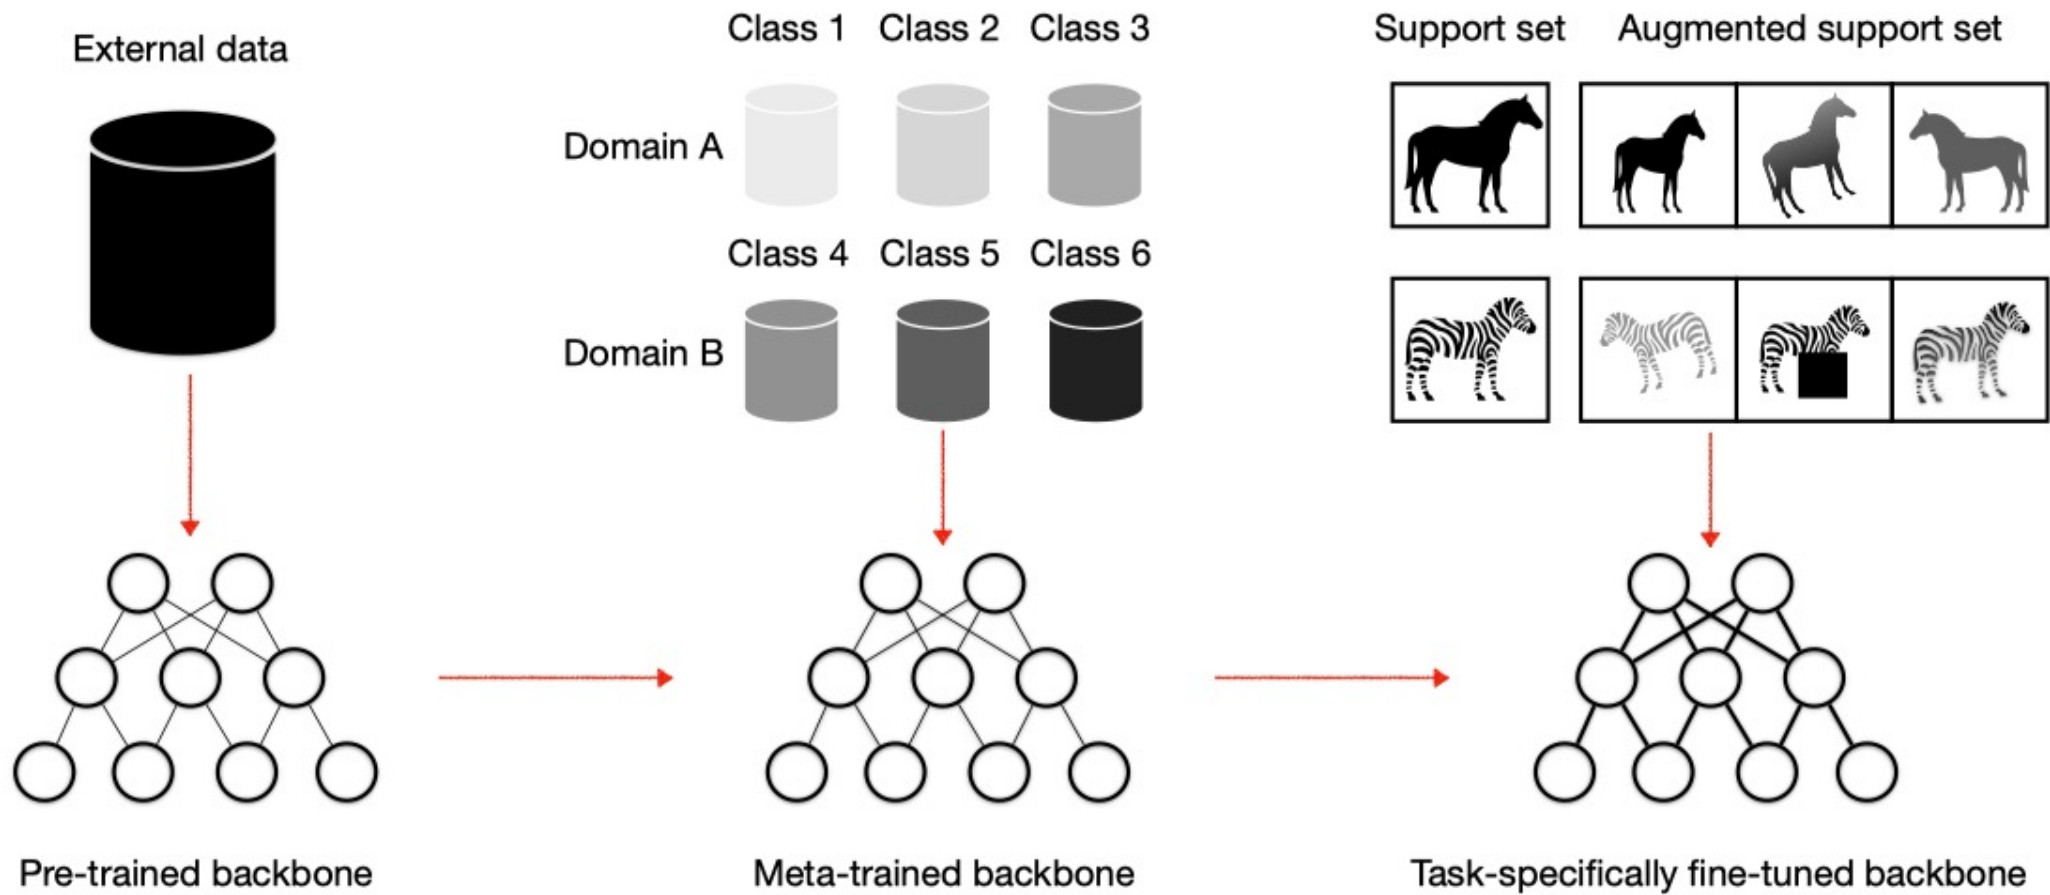 External data
Class 1 Class 2 Class 3
Domain A
Class 4 Class 5 Class 6
Domain B
Support set Augmented support set
Pre-trained backbone
Meta-trained backbone
Task-specifically fine-tuned backbone